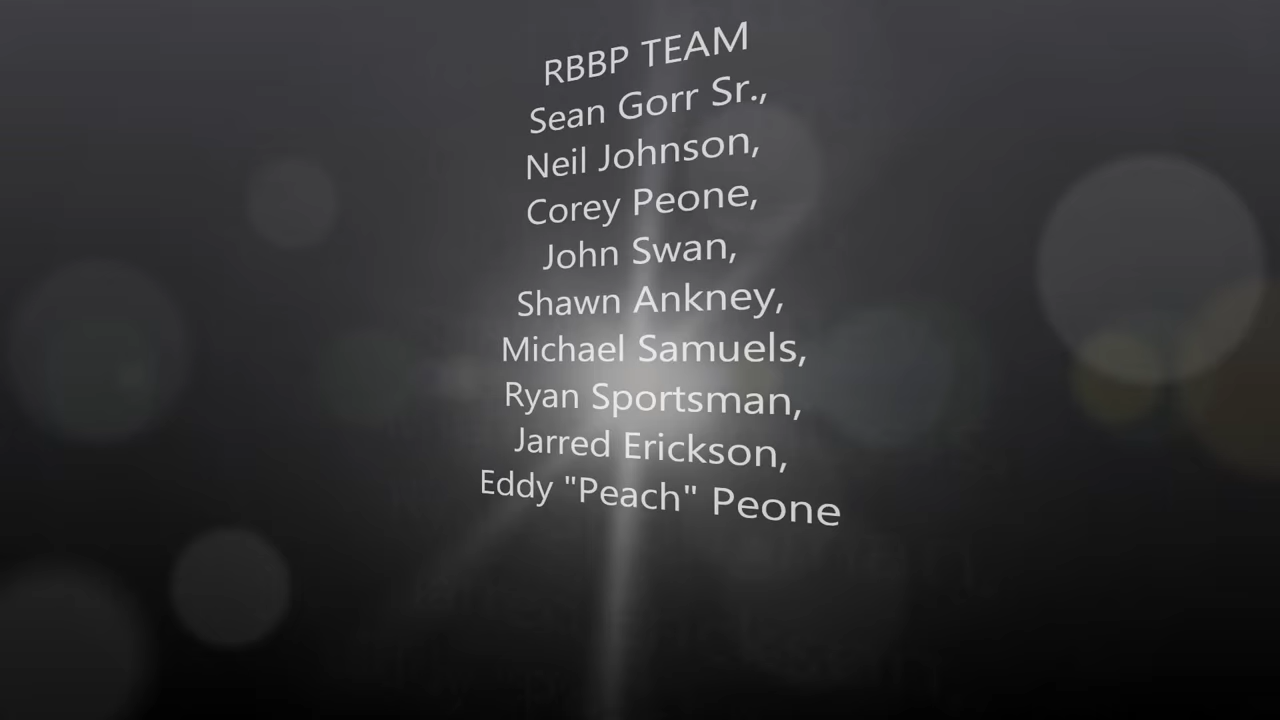 RBBP TEAM
Sean Gorr Sr.,
Neil Johnson,
Corey Peone,
John Swan,
Shawn Ankney,
Michael Samuels,
Ryan Sportsman,
Jarred Erickson,
Eddy "Peach" Peone